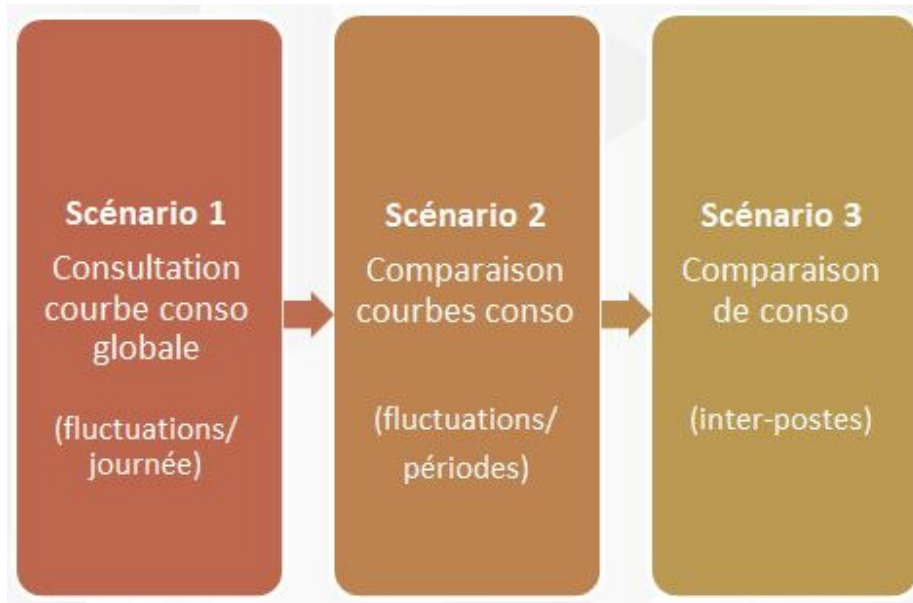 Scénario 1
Consultation
courbe conso
globale
(fluctuations/
journée)
Scénario 2
Comparaison
courbes conso
(fluctuations/
périodes)
Scénario 3
Comparaison
de conso
(inter-postes)